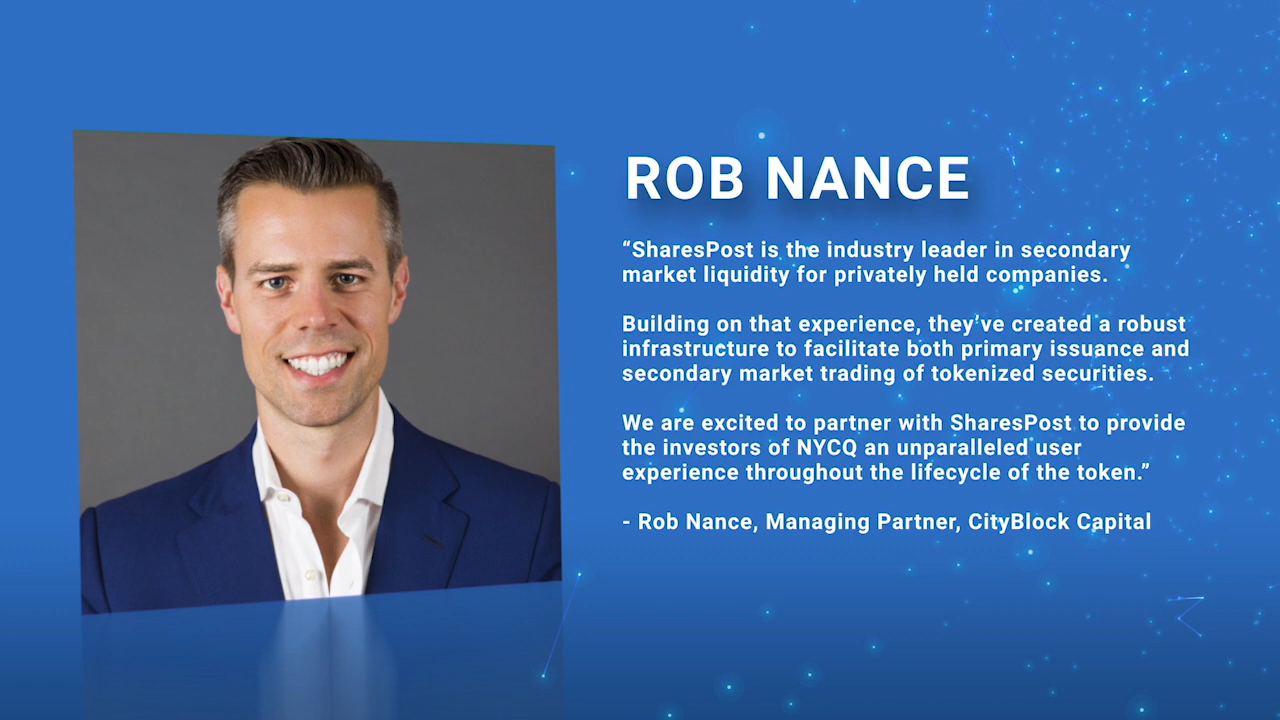 ROB NANCE
“SharesPost is the industry leader in secondary
market liquidity for privately held companies.
Building on that experience, they’ve created a robust
infrastructure to facilitate both primary issuance and
secondary market trading of tokenized securities.
We are excited to partner with SharesPost to provide
the investors of NYCQ an unparalleled user
experience throughout the lifecycle of the token.”
- Rob Nance, Managing Partner, CityBlock Capital